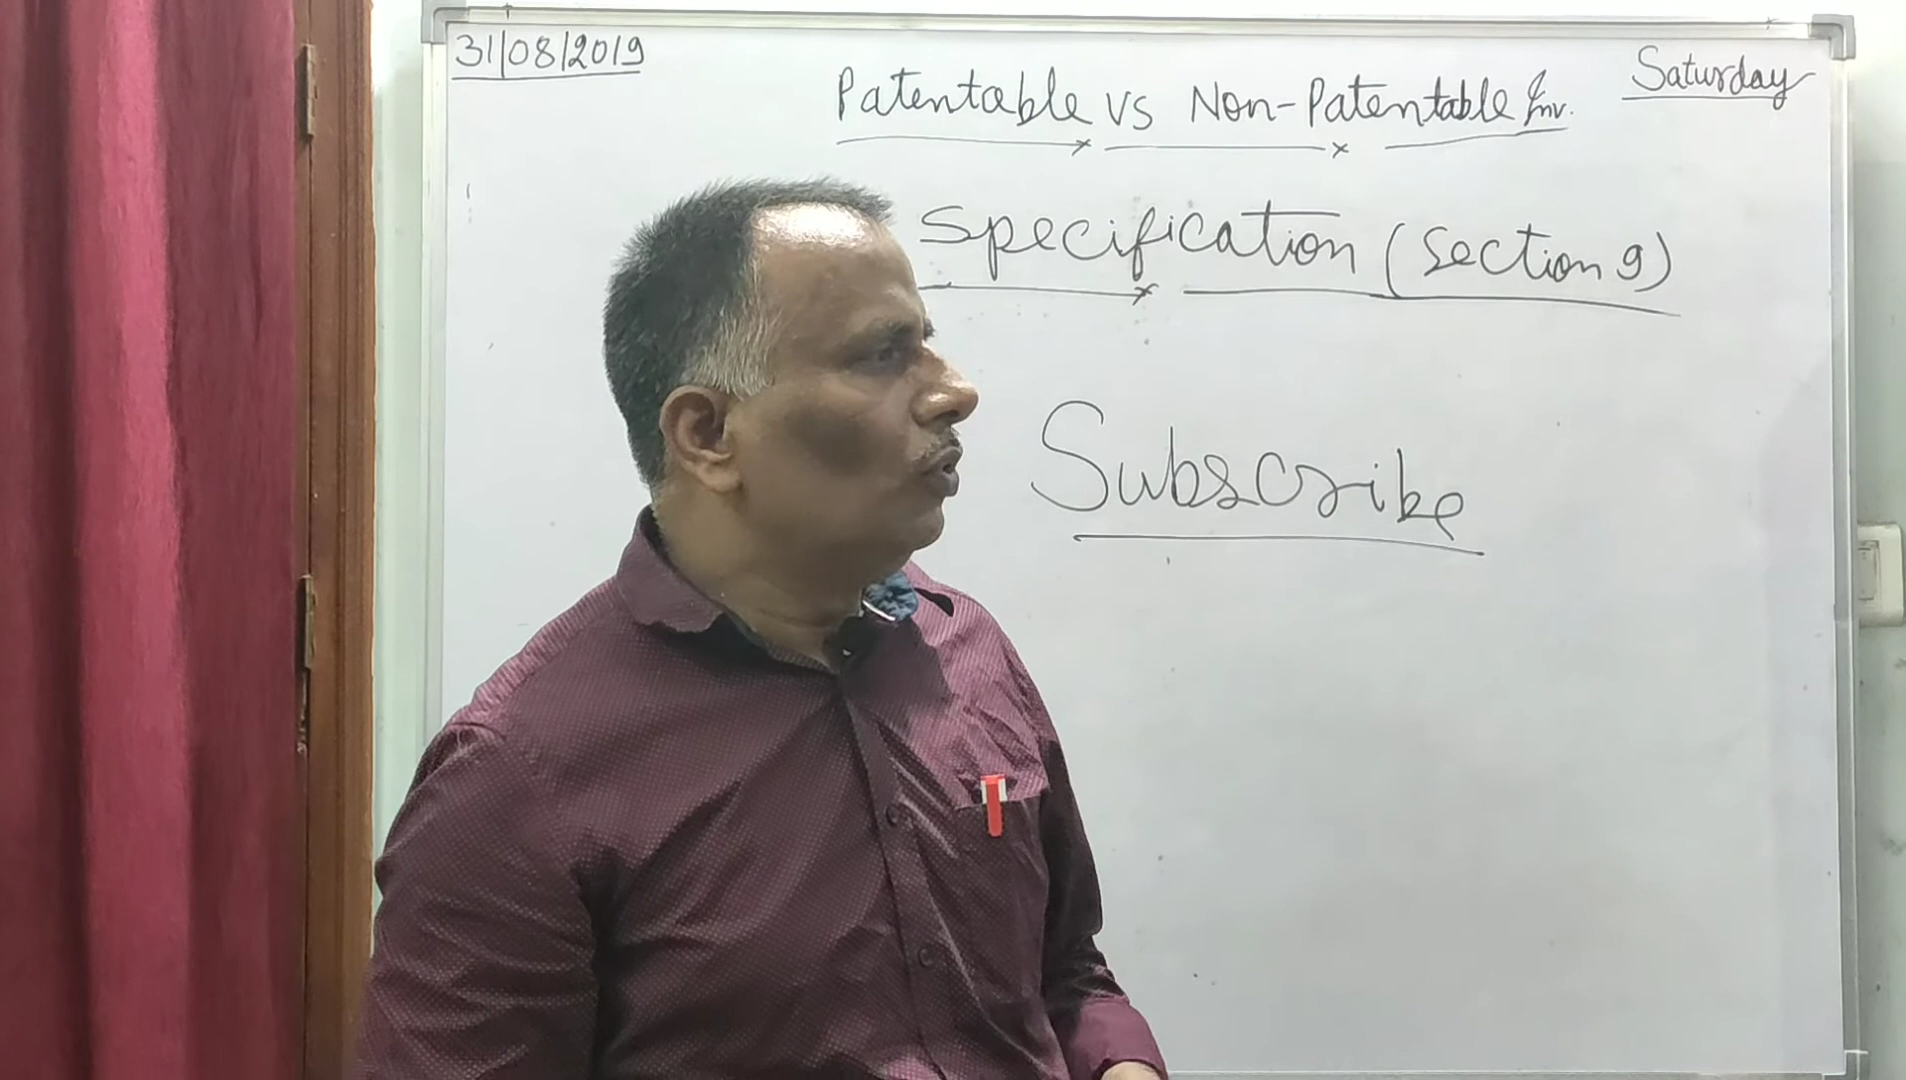 31/08/2019
Saturday
Patentable vs Non-Patentable Inv.
Specification (Section 9)
Subscribe